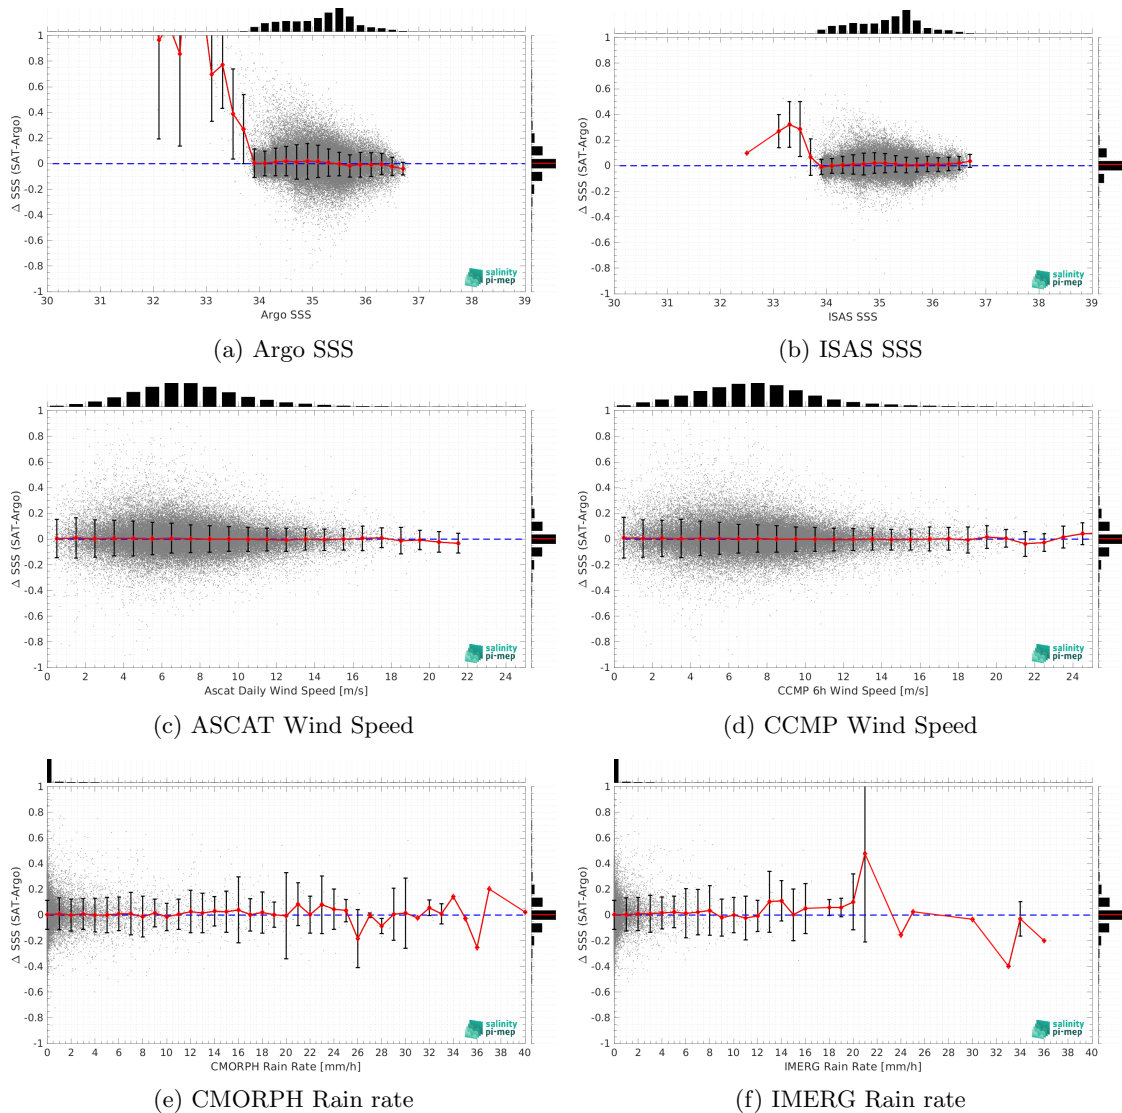 1
0.8
0.6
0.4
0.2
0
-0.2
-0.4
-0.6
-0.8
-1
Δ SSS (SAT-Argo)
30 31 32 33 34 35 36 37 38 39
Argo SSS
salinity
pi-mep
(a) Argo SSS
1
0.8
0.6
0.4
0.2
0
-0.2
-0.4
-0.6
-0.8
-1
Δ SSS (SAT-Argo)
30 31 32 33 34 35 36 37 38 39
ISAS SSS
salinity
pi-mep
(b) ISAS SSS
1
0.8
0.6
0.4
0.2
0
-0.2
-0.4
-0.6
-0.8
-1
Δ SSS (SAT-Argo)
0 2 4 6 8 10 12 14 16 18 20 22 24
Ascat Daily Wind Speed [m/s]
salinity
pi-mep
(c) ASCAT Wind Speed
1
0.8
0.6
0.4
0.2
0
-0.2
-0.4
-0.6
-0.8
-1
Δ SSS (SAT-Argo)
0 2 4 6 8 10 12 14 16 18 20 22 24
CCMP 6h Wind Speed [m/s]
salinity
pi-mep
(d) CCMP Wind Speed
1
0.8
0.6
0.4
0.2
0
-0.2
-0.4
-0.6
-0.8
-1
Δ SSS (SAT-Argo)
0 2 4 6 8 10 12 14 16 18 20 22 24 26 28 30 32 34 36 38 40
CMORPH Rain Rate [mm/h]
salinity
pi-mep
(e) CMORPH Rain rate
1
0.8
0.6
0.4
0.2
0
-0.2
-0.4
-0.6
-0.8
-1
Δ SSS (SAT-Argo)
0 2 4 6 8 10 12 14 16 18 20 22 24 26 28 30 32 34 36 38 40
IMERG Rain Rate [mm/h]
salinity
pi-mep
(f) IMERG Rain rate